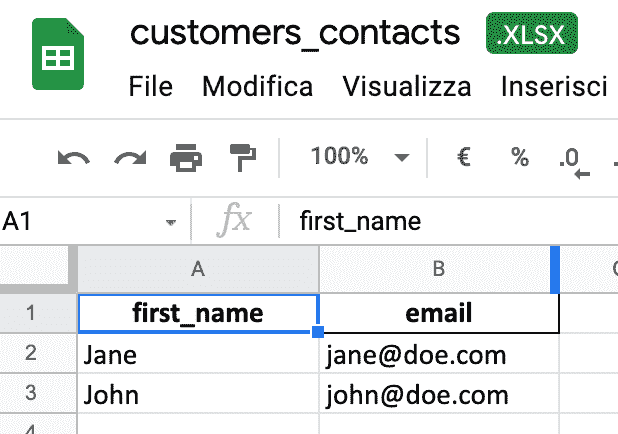 customers_contacts .XLSX
File Modifica Visualizza Inserisci
100% € % .0
A1 fx first_name
A B
1 first_name email
2 Jane jane@doe.com
3 John john@doe.com